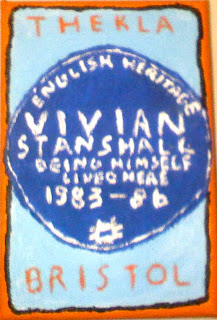 THEKLA
ENGLISH HERITAGE
VIVIAN
STANSHALL
BEING HIMSELF
LIVED HERE
1983-86
BRISTOL